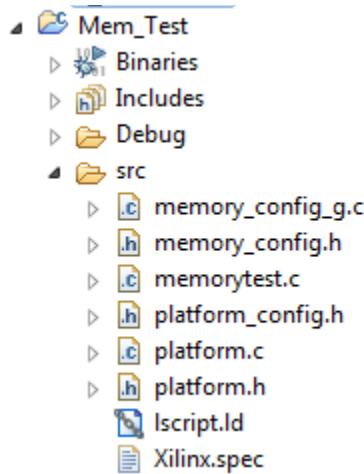 Mem_Test
Binaries
Includes
Debug
src
memory_config_g.c
memory_config.h
memorytest.c
platform_config.h
platform.c
platform.h
lscript.ld
Xilinx.spec